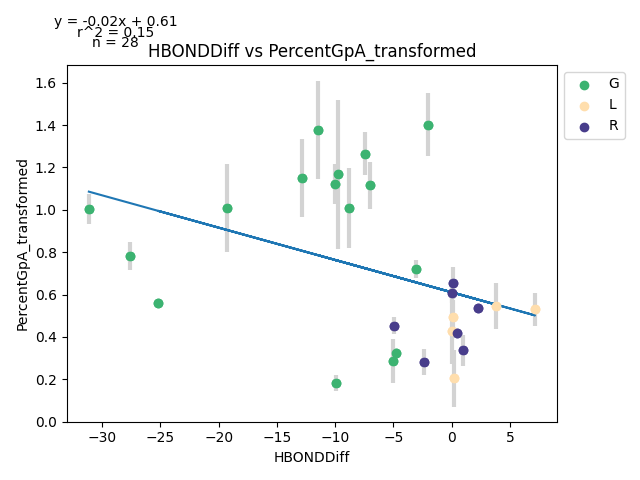 y = -0.02x + 0.61
r^2 = 0.15
n = 28
HBONDDiff vs PercentGpA_transformed
G
L
R
1.6
1.4
1.2
1.0
0.8
0.6
0.4
0.2
0.0
PercentGpA_transformed
−30 −25 −20 −15 −10 −5 0 5
HBONDDiff